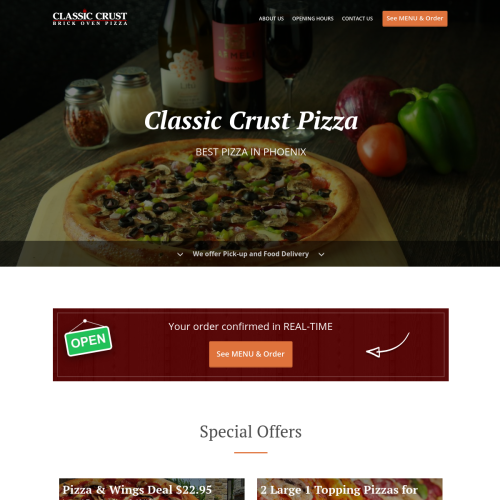 CLASSIC CRUST
BRICK OVEN PIZZA
ABOUT US
OPENING HOURS
CONTACT US
See MENU & Order
Classic Crust Pizza
BEST PIZZA IN PHOENIX
We offer Pick-up and Food Delivery
Your order confirmed in REAL-TIME
OPEN
See MENU & Order
Special Offers
Pizza & Wings Deal $22.95
2 Large 1 Topping Pizzas for